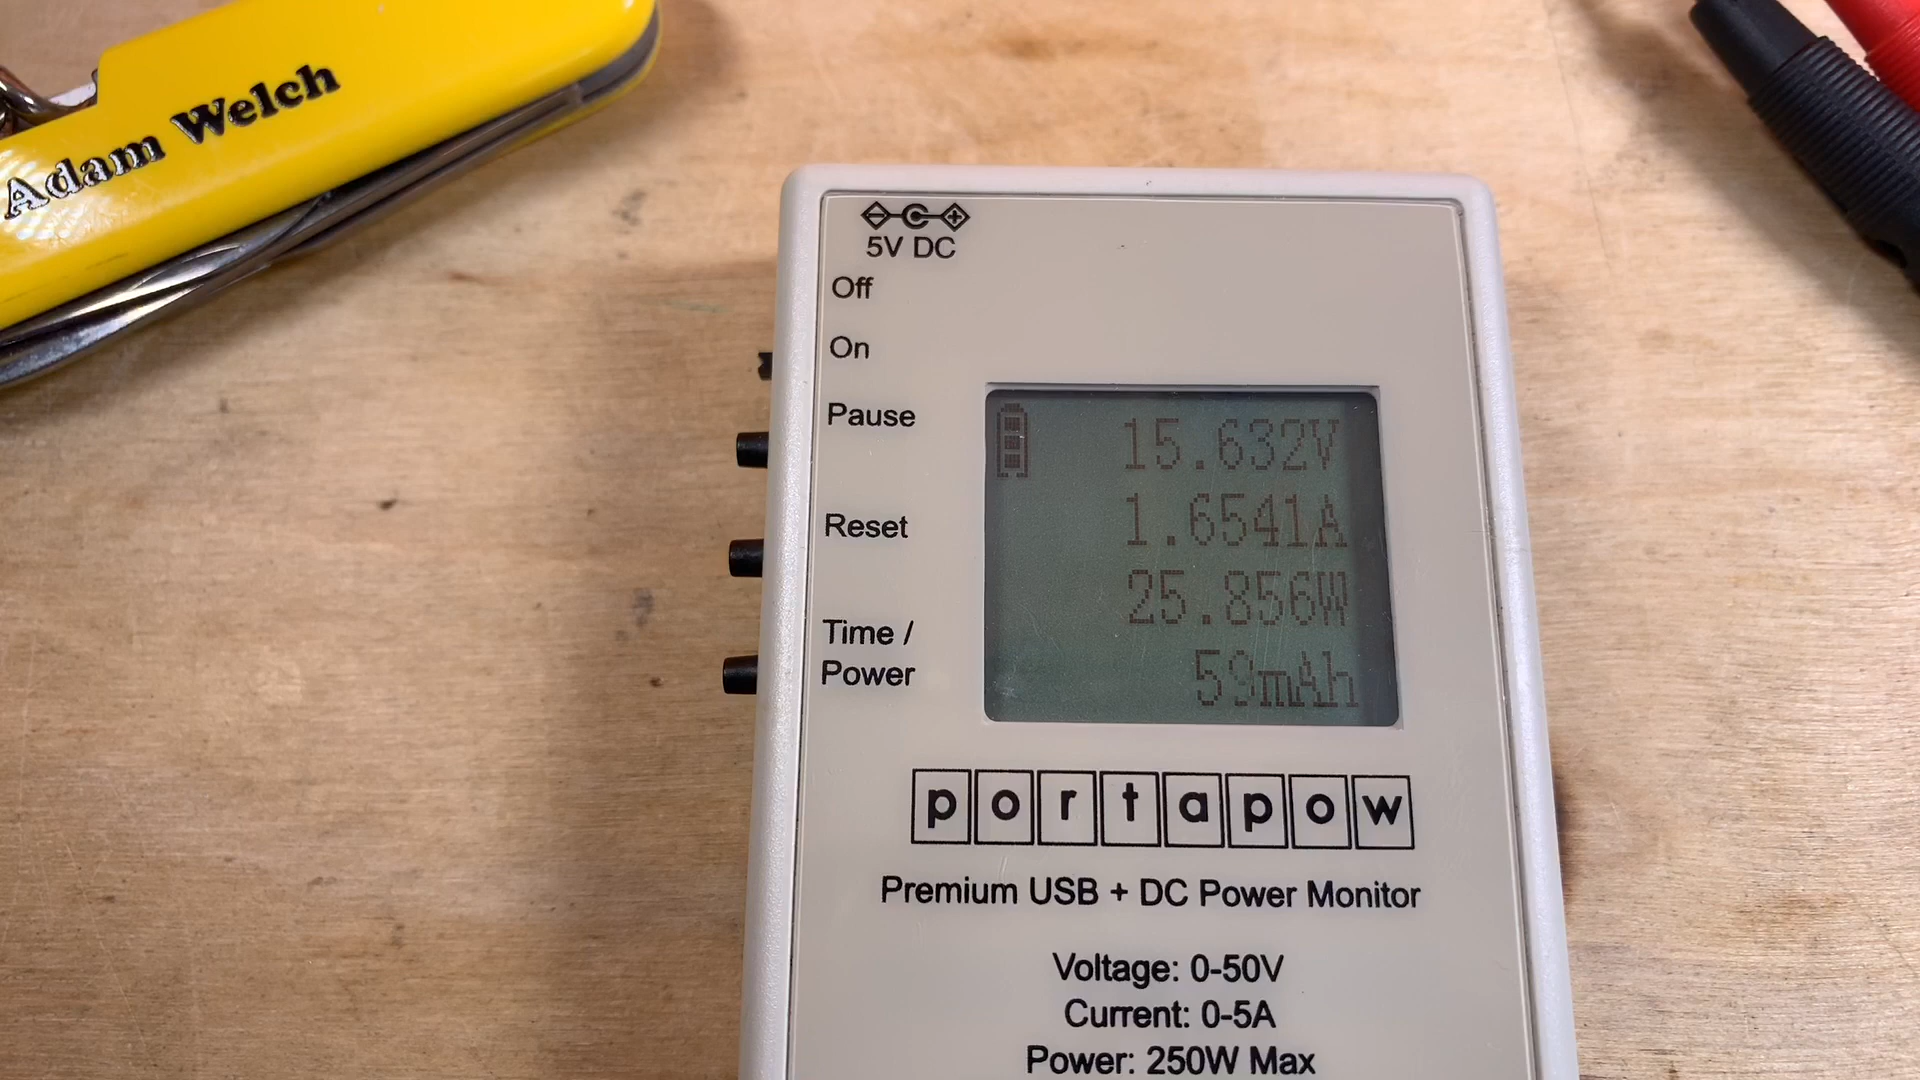 Adam Welch
5V DC
Off
On
Pause
Reset
Time /
Power
15.632V
1.6541A
25.856W
59mAh
portapow
Premium USB + DC Power Monitor
Voltage: 0-50V
Current: 0-5A
Power: 250W Max